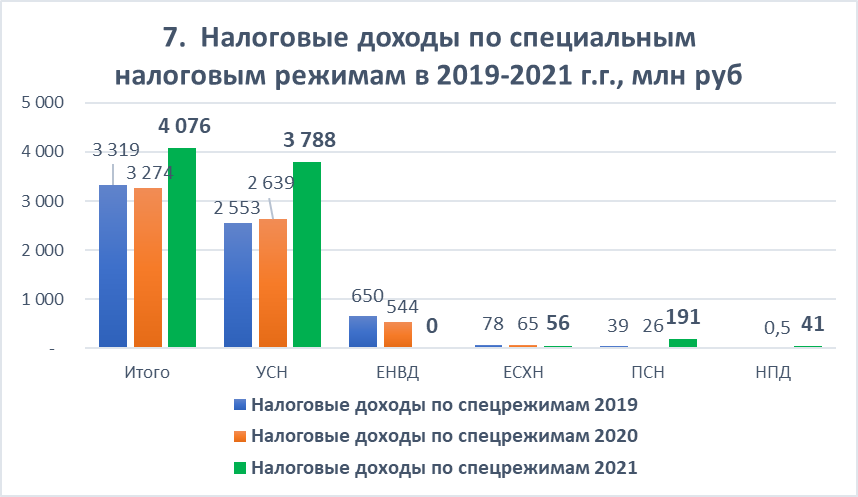 7.  Налоговые доходы по специальным
налоговым режимам в 2019-2021 г.г., млн руб
5 000
4 000
3 000
2 000
1 000
-
3 319
3 274
4 076
2 553
2 639
3 788
650
544
0
78
65
56
39
26
191
0,5
41
Итого
УСН
ЕНВД
ЕСХН
ПСН
НПД
Налоговые доходы по спецрежимам 2019
Налоговые доходы по спецрежимам 2020
Налоговые доходы по спецрежимам 2021